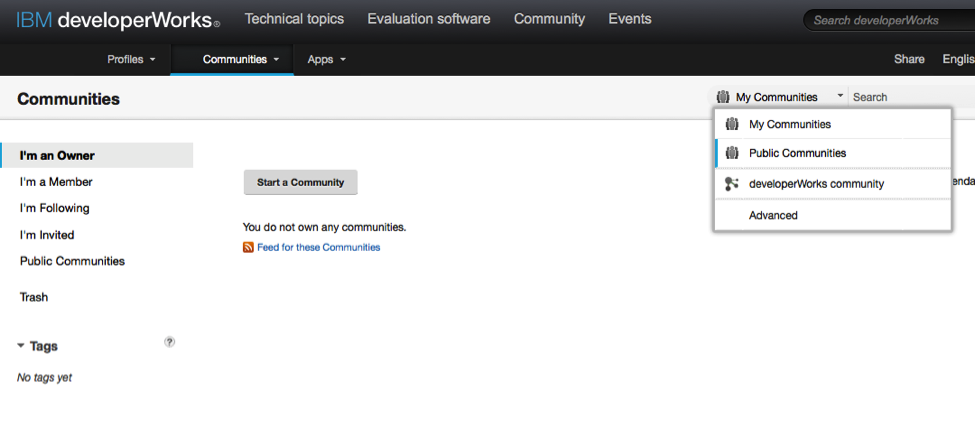 IBM developerWorks® Technical topics Evaluation software Community Events Search developerWorks
Profiles Communities Apps Share
Communities My Communities Search
My Communities
Public Communities
developerWorks community
Advanced
I'm an Owner
I'm a Member
I'm Following
I'm Invited
Public Communities
Trash
Tags ?
No tags yet
Start a Community
You do not own any communities.
Feed for these Communities